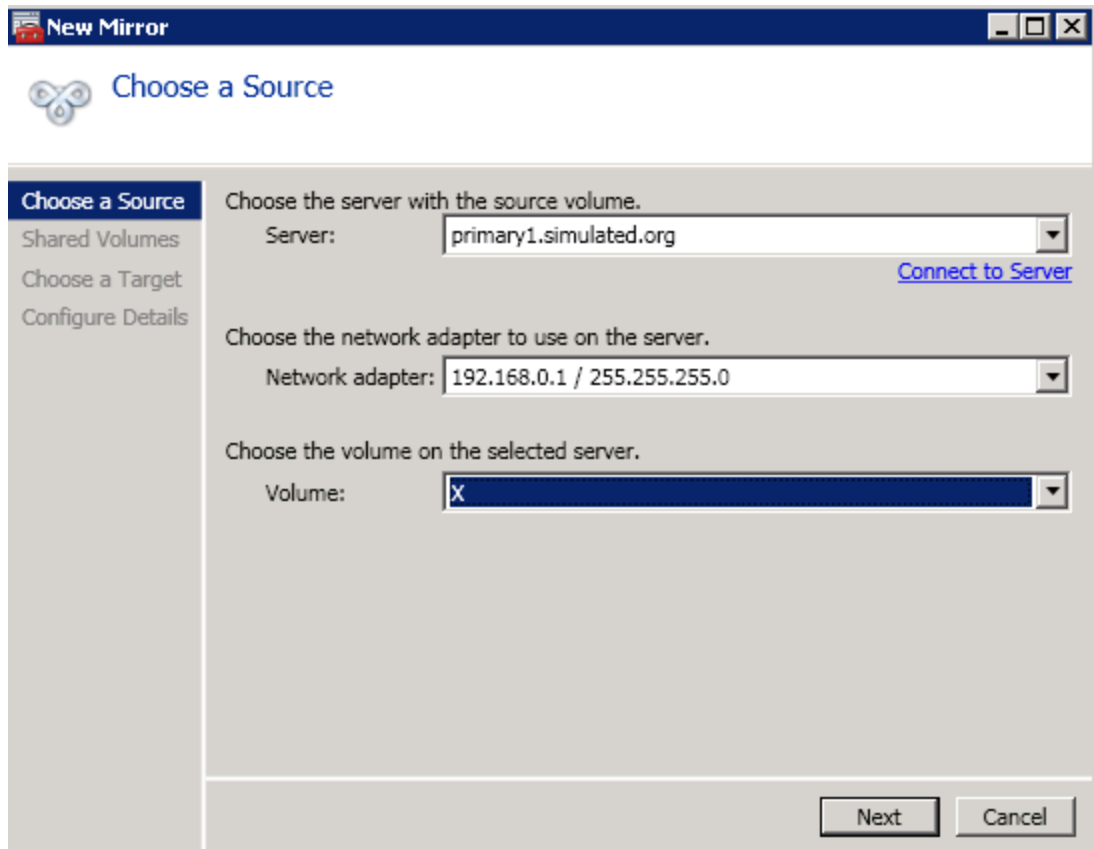 New Mirror
Choose a Source
Choose a Source
Shared Volumes
Choose a Target
Configure Details
Choose the server with the source volume.
Server: primary1.simulated.org
Connect to Server
Choose the network adapter to use on the server.
Network adapter: 192.168.0.1 / 255.255.255.0
Choose the volume on the selected server.
Volume: X
Next Cancel